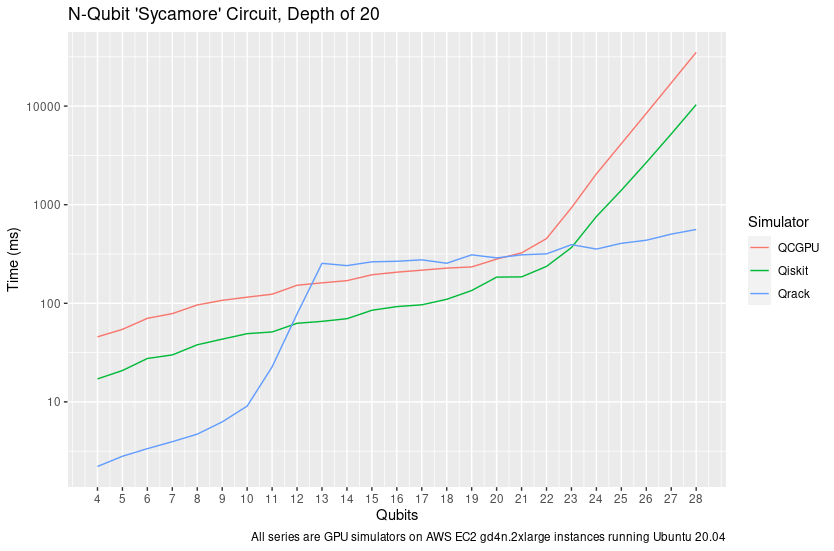 N-Qubit 'Sycamore' Circuit, Depth of 20
Time (ms)
10000
1000
100
10
4 5 6 7 8 9 10 11 12 13 14 15 16 17 18 19 20 21 22 23 24 25 26 27 28
Qubits
Simulator
QCGPU
Qiskit
Qrack
All series are GPU simulators on AWS EC2 gd4n.2xlarge instances running Ubuntu 20.04